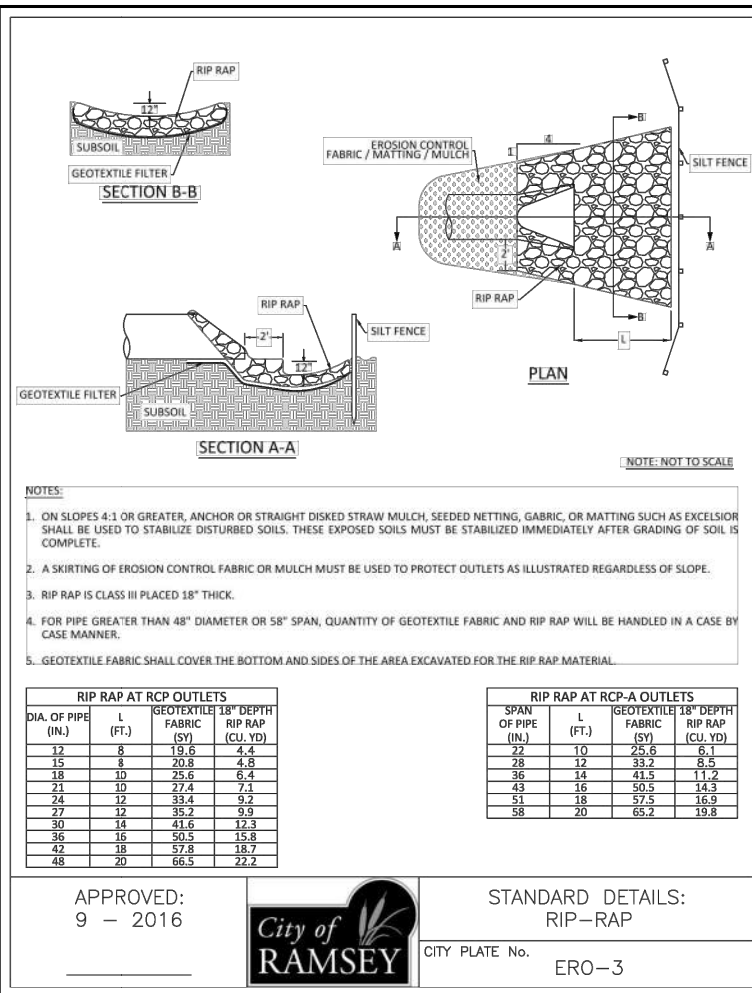 RIP RAP
12"
SUBSOIL
GEOTEXTILE FILTER
SECTION B-B
EROSION CONTROL
FABRIC / MATTING / MULCH
1
4
B
SILT FENCE
A
A
2'
RIP RAP
B
L
PLAN
RIP RAP
2'
SILT FENCE
12"
GEOTEXTILE FILTER
SUBSOIL
SECTION A-A
NOTE: NOT TO SCALE
NOTES:
1. ON SLOPES 4:1 OR GREATER, ANCHOR OR STRAIGHT DISKED STRAW MULCH, SEEDED NETTING, GABRIC, OR MATTING SUCH AS EXCELSIOR
SHALL BE USED TO STABILIZE DISTURBED SOILS. THESE EXPOSED SOILS MUST BE STABILIZED IMMEDIATELY AFTER GRADING OF SOIL IS
COMPLETE.
2. A SKIRTING OF EROSION CONTROL FABRIC OR MULCH MUST BE USED TO PROTECT OUTLETS AS ILLUSTRATED REGARDLESS OF SLOPE.
3. RIP RAP IS CLASS III PLACED 18" THICK.
4. FOR PIPE GREATER THAN 48" DIAMETER OR 58" SPAN, QUANTITY OF GEOTEXTILE FABRIC AND RIP RAP WILL BE HANDLED IN A CASE BY
CASE MANNER.
5. GEOTEXTILE FABRIC SHALL COVER THE BOTTOM AND SIDES OF THE AREA EXCAVATED FOR THE RIP RAP MATERIAL.
RIP RAP AT RCP OUTLETS
DIA. OF PIPE (IN.) L (FT.) GEOTEXTILE FABRIC (SY) 18" DEPTH RIP RAP (CU. YD)
12 8 19.6 4.4
15 8 20.8 4.8
18 10 25.6 6.4
21 10 27.4 7.1
24 12 33.4 9.2
27 12 35.2 9.9
30 14 41.6 12.3
36 16 50.5 15.8
42 18 57.8 18.7
48 20 66.5 22.2
RIP RAP AT RCP-A OUTLETS
SPAN OF PIPE (IN.) L (FT.) GEOTEXTILE FABRIC (SY) 18" DEPTH RIP RAP (CU. YD)
22 10 25.6 6.1
28 12 33.2 8.5
36 14 41.5 11.2
43 16 50.5 14.3
51 18 57.5 16.9
58 20 65.2 19.8
APPROVED:
9 - 2016
City of
RAMSEY
STANDARD DETAILS:
RIP-RAP
CITY PLATE No.
ERO-3